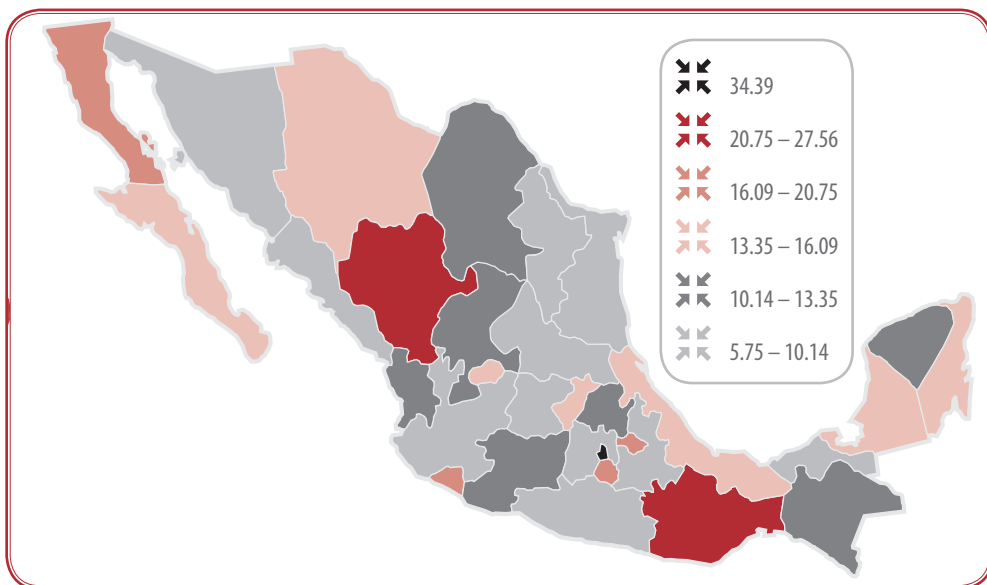 34.39
20.75 – 27.56
16.09 – 20.75
13.35 – 16.09
10.14 – 13.35
5.75 – 10.14